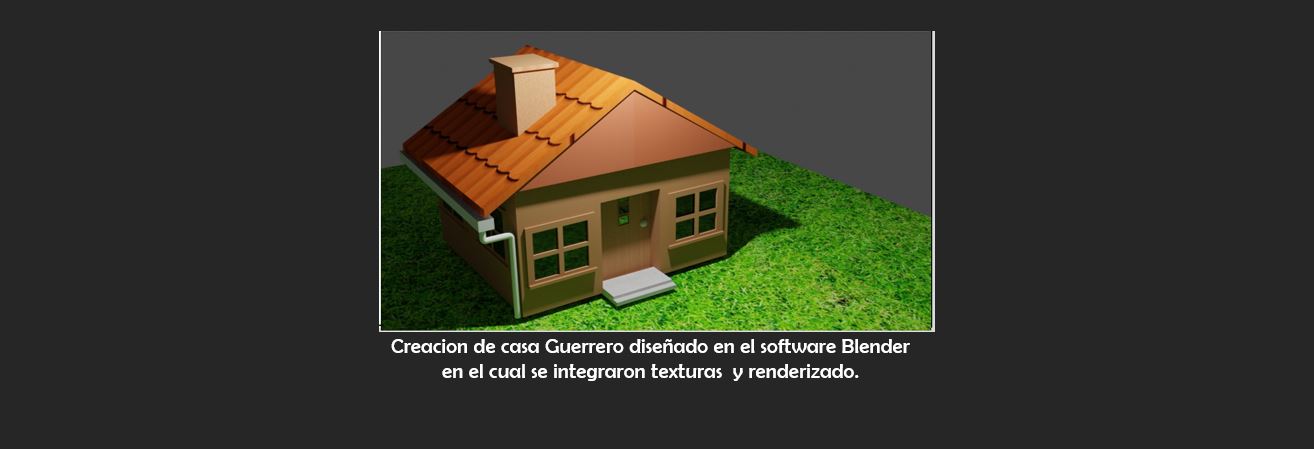 Creacion de casa Guerrero diseñado en el software Blender
en el cual se integraron texturas  y renderizado.